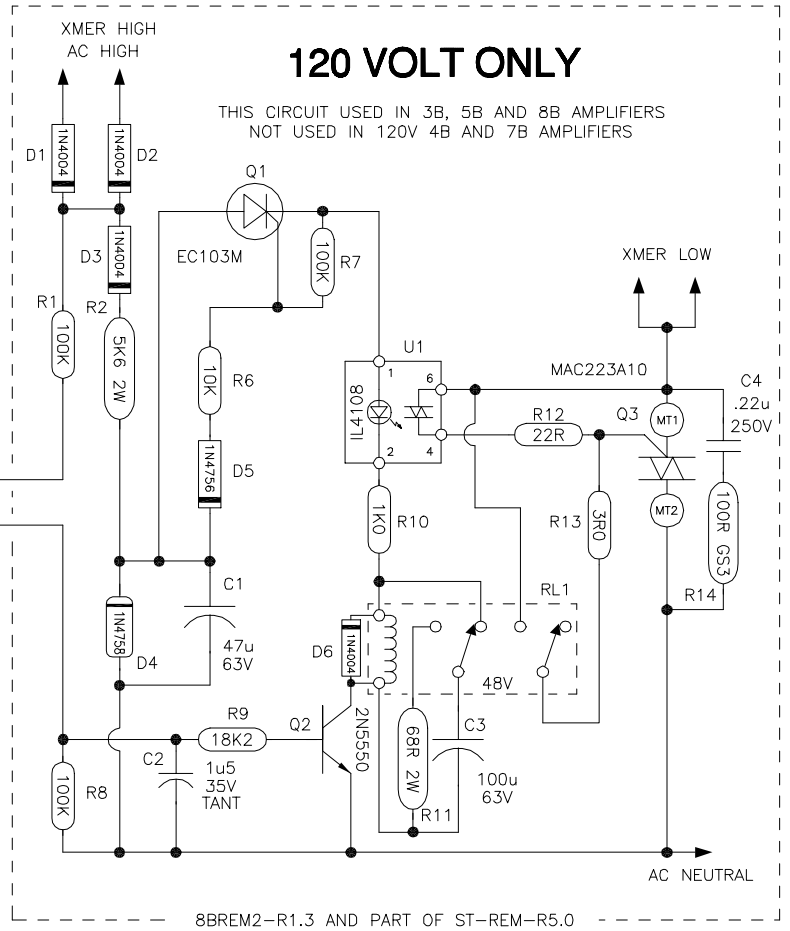 XMER HIGH
AC HIGH
120 VOLT ONLY
THIS CIRCUIT USED IN 3B, 5B AND 8B AMPLIFIERS
NOT USED IN 120V 4B AND 7B AMPLIFIERS
D1
1N4004
1N4004
D2
Q1
EC103M
D3
1N4004
100K
R7
XMER LOW
R1
100K
R2
5K6 2W
U1
10K
R6
IL4108
1
6
2
4
MAC223A10
C4
.22u
250V
R12
22R
Q3
MT1
MT2
1N4756
D5
1K0
R10
R13
3R0
100R GS3
R14
C1
47u
63V
1N4758
D4
RL1
D6
1N4004
48V
R9
18K2
Q2
2N5550
C3
100u
63V
68R 2W
R11
C2
1u5
35V
TANT
100K
R8
AC NEUTRAL
8BREM2-R1.3 AND PART OF ST-REM-R5.0